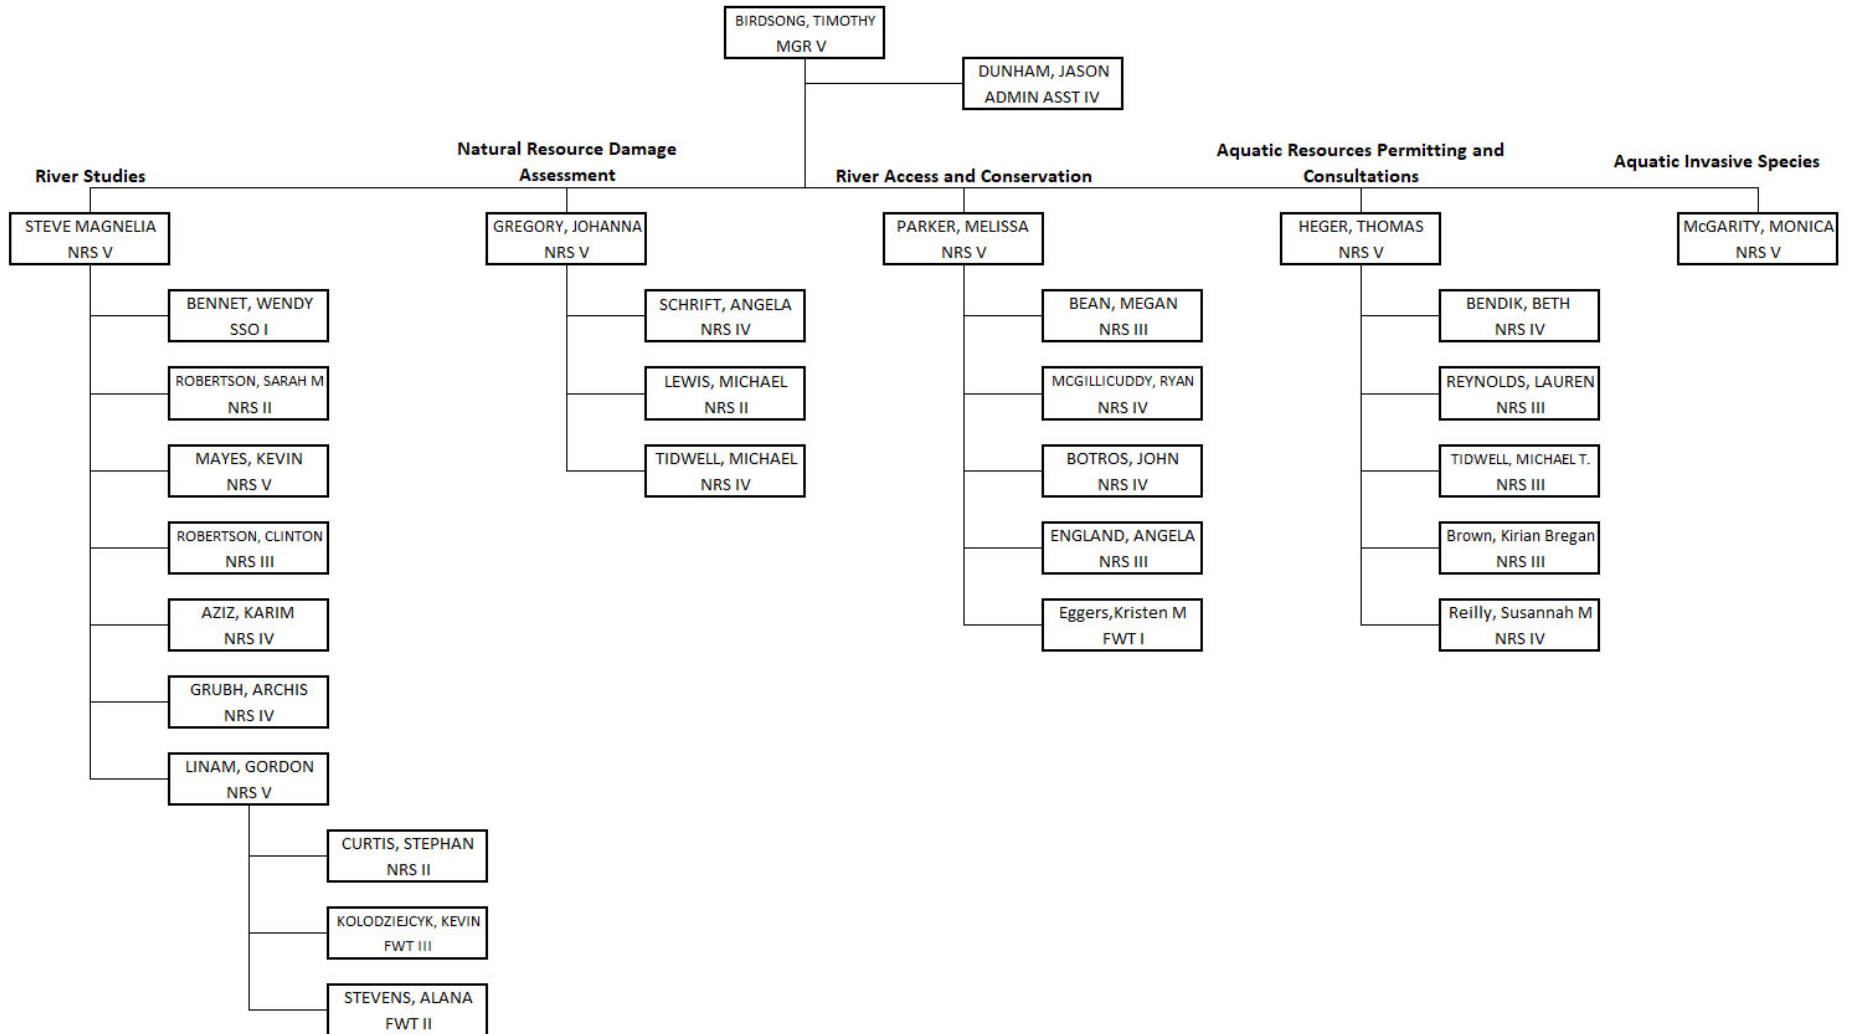 BIRDSONG, TIMOTHY
MGR V
DUNHAM, JASON
ADMIN ASST IV
River Studies
STEVE MAGNELIA
NRS V
BENNET, WENDY
SSO I
ROBERTSON, SARAH M
NRS II
MAYES, KEVIN
NRS V
ROBERTSON, CLINTON
NRS III
AZIZ, KARIM
NRS IV
GRUBH, ARCHIS
NRS IV
LINAM, GORDON
NRS V
CURTIS, STEPHAN
NRS II
KOLODZIEJCYK, KEVIN
FWT III
STEVENS, ALANA
FWT II
Natural Resource Damage
Assessment
GREGORY, JOHANNA
NRS V
SCHRIFT, ANGELA
NRS IV
LEWIS, MICHAEL
NRS II
TIDWELL, MICHAEL
NRS IV
River Access and Conservation
PARKER, MELISSA
NRS V
BEAN, MEGAN
NRS III
MCGILLICUDDY, RYAN
NRS IV
BOTROS, JOHN
NRS IV
ENGLAND, ANGELA
NRS III
Eggers,Kristen M
FWT I
Aquatic Resources Permitting and
Consultations
HEGER, THOMAS
NRS V
BENDIK, BETH
NRS IV
REYNOLDS, LAUREN
NRS III
TIDWELL, MICHAEL T.
NRS III
Brown, Kirian Bregan
NRS III
Reilly, Susannah M
NRS IV
Aquatic Invasive Species
McGARITY, MONICA
NRS V